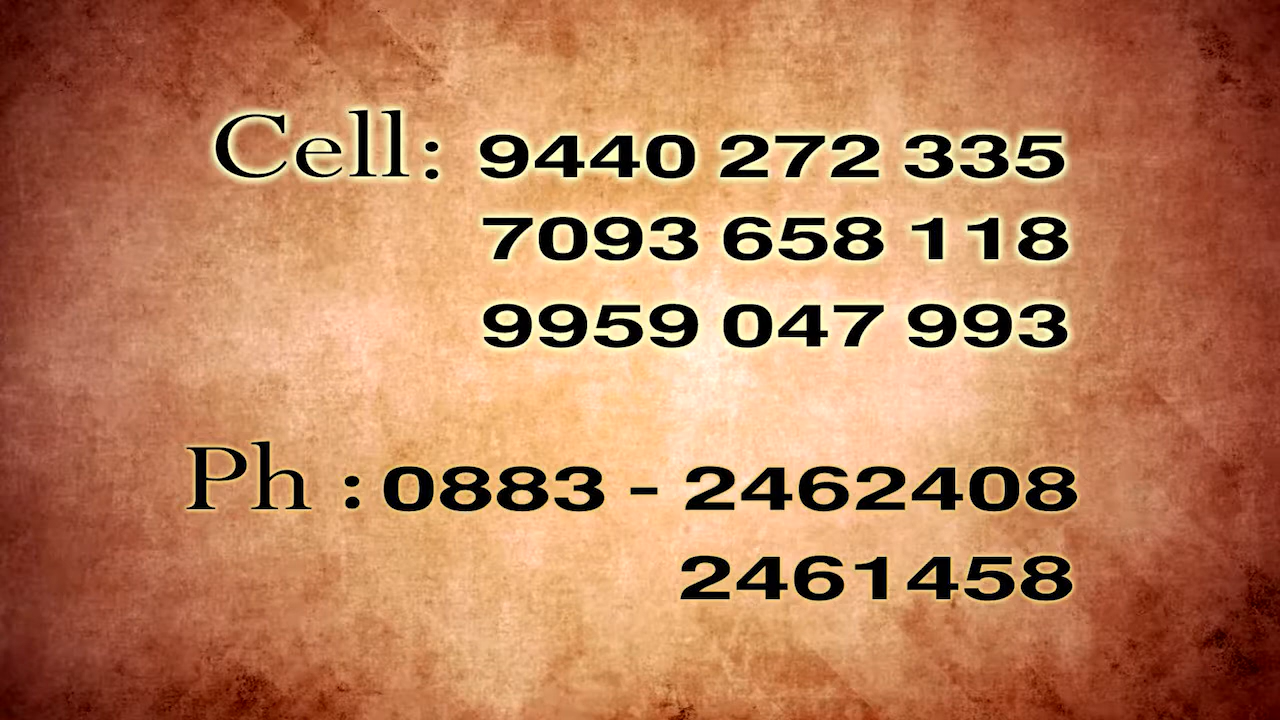 Cell: 9440 272 335
7093 658 118
9959 047 993
Ph : 0883 - 2462408
2461458